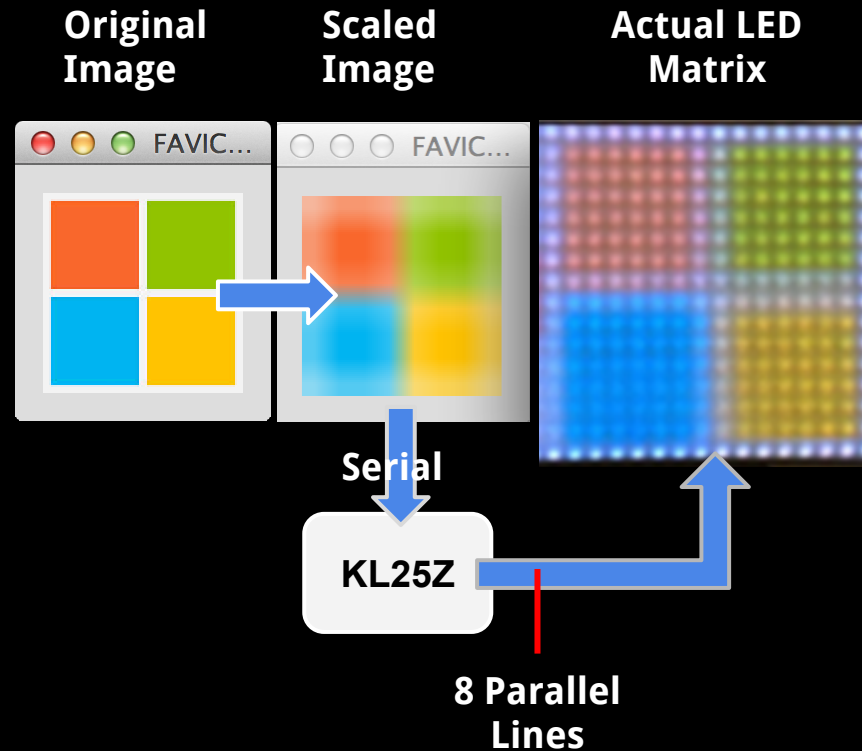 Original
Image
Scaled
Image
Actual LED
Matrix
FAVIC...
FAVIC...
Serial
KL25Z
8 Parallel
Lines